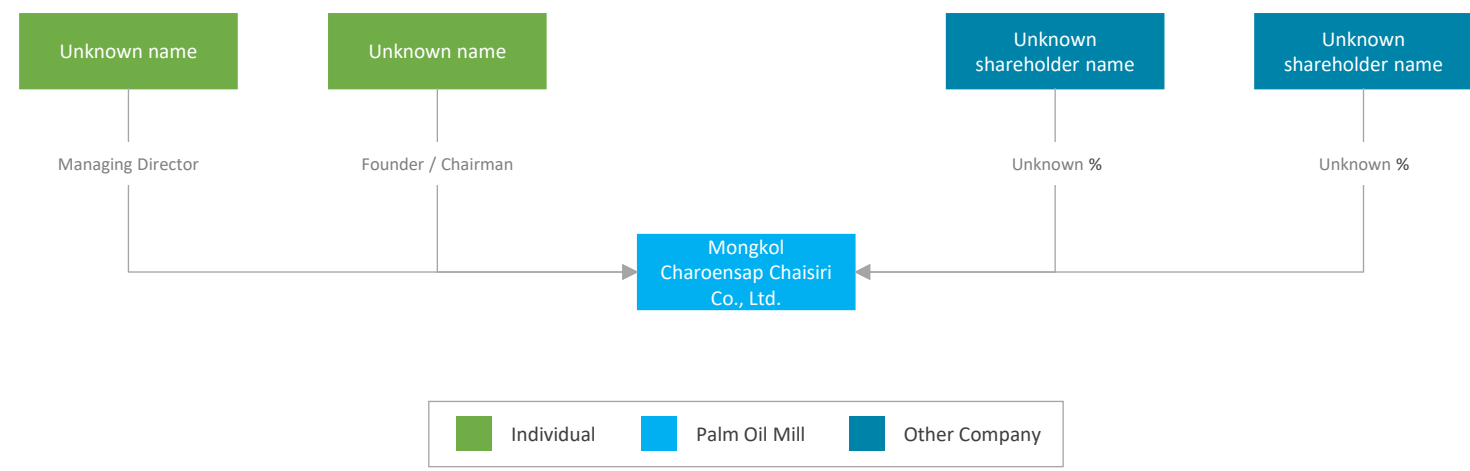 Unknown name
Unknown name
Unknown
shareholder name
Unknown
shareholder name
Managing Director
Founder / Chairman
Unknown %
Unknown %
Mongkol
Charoensap Chaisiri
Co., Ltd.
Individual
Palm Oil Mill
Other Company